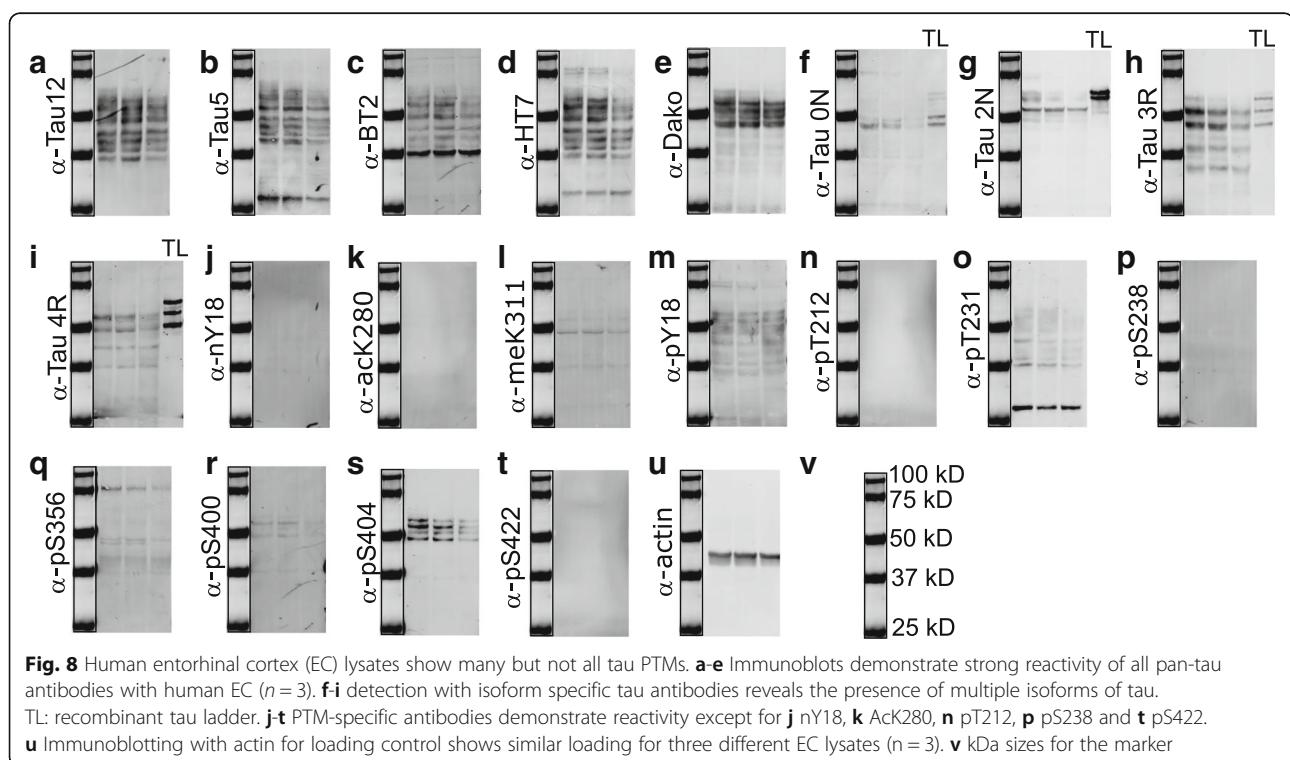 TL TL TL
a b c d e f g h
α-Tau12 α-Tau5 α-BT2 α-HT7 α-Dako α-Tau 0N α-Tau 2N α-Tau 3R
TL
i j k l m n o p
α-Tau 4R α-nY18 α-acK280 α-meK311 α-pY18 α-pT212 α-pT231 α-pS238
q r s t u v
α-pS356 α-pS400 α-pS404 α-pS422 α-actin
100 kD
75 kD
50 kD
37 kD
25 kD
Fig. 8 Human entorhinal cortex (EC) lysates show many but not all tau PTMs. a-e Immunoblots demonstrate strong reactivity of all pan-tau
antibodies with human EC (n = 3). f-i detection with isoform specific tau antibodies reveals the presence of multiple isoforms of tau.
TL: recombinant tau ladder. j-t PTM-specific antibodies demonstrate reactivity except for j nY18, k AcK280, n pT212, p pS238 and t pS422.
u Immunoblotting with actin for loading control shows similar loading for three different EC lysates (n = 3). v kDa sizes for the marker